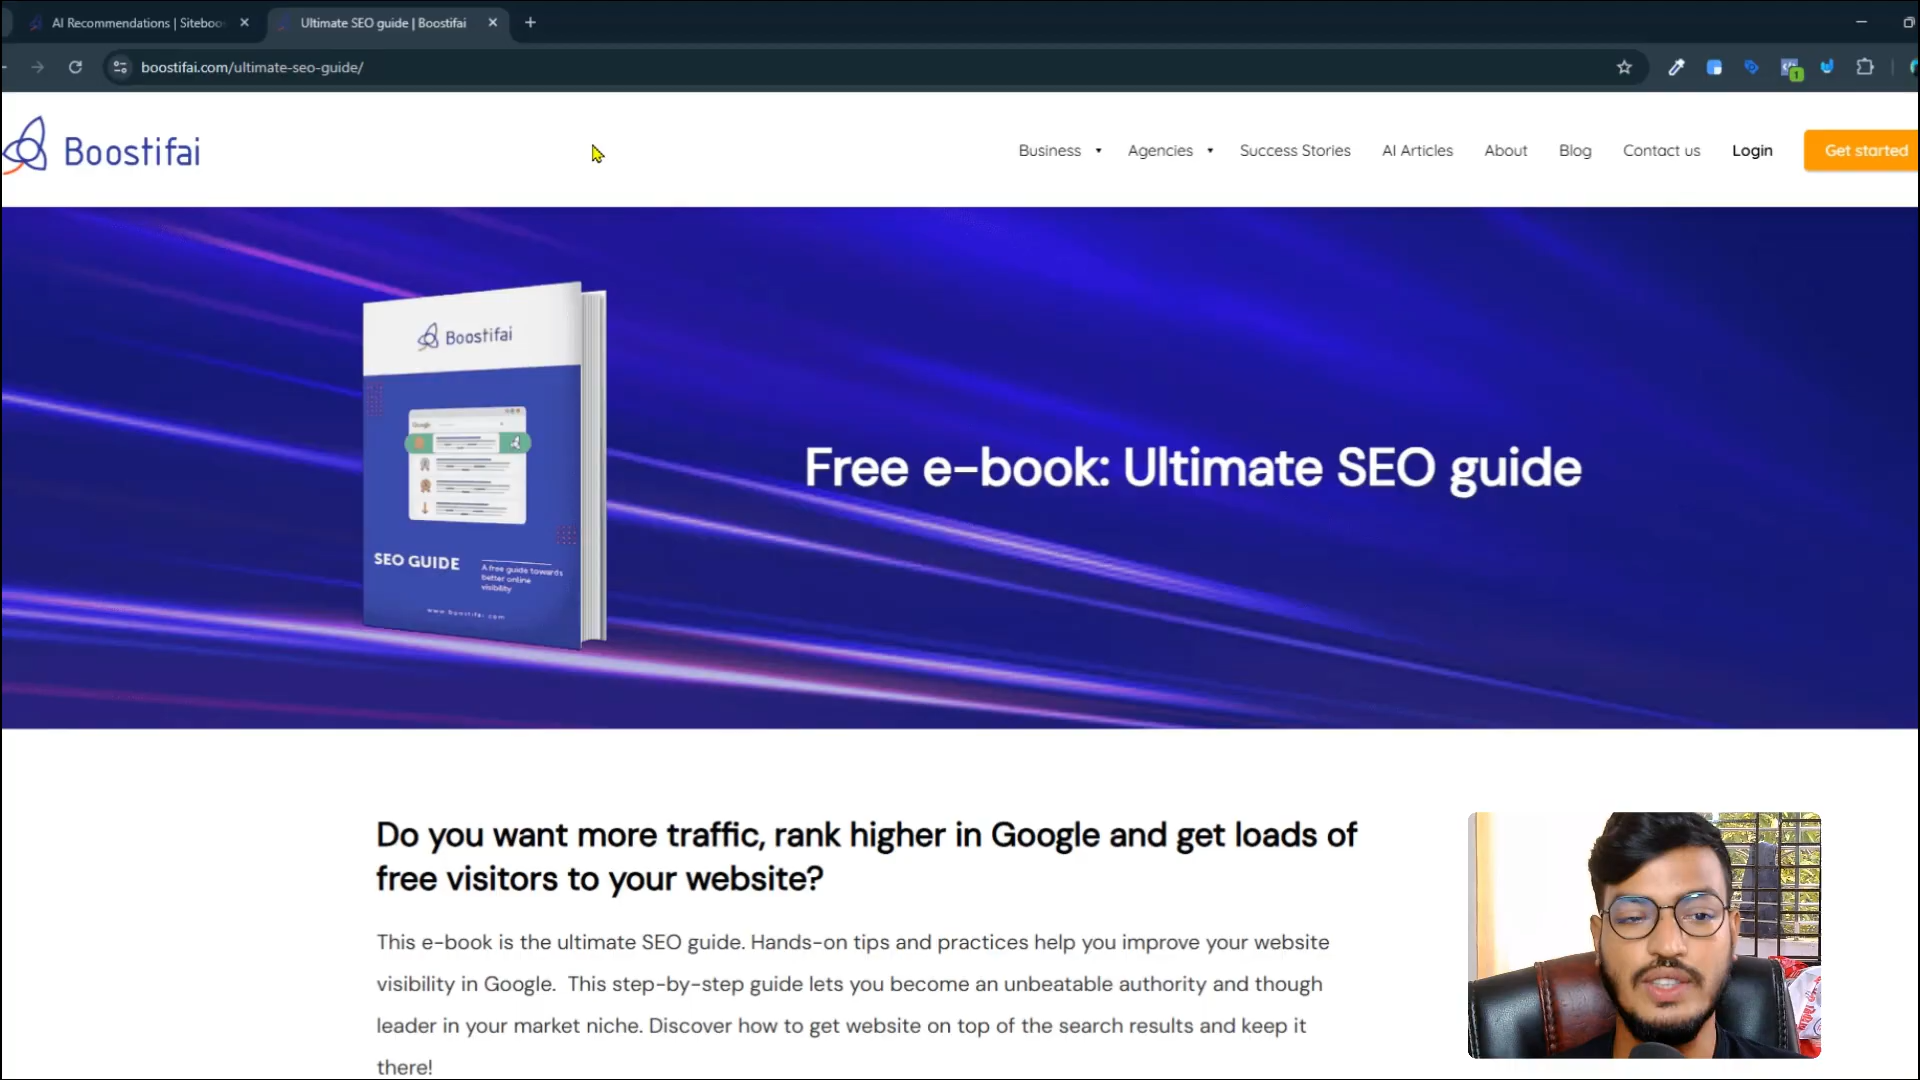 AI Recommendations | Siteboo
Ultimate SEO guide | Boostifai
boostifai.com/ultimate-seo-guide/
1
Boostifai
Business
Agencies
Success Stories
AI Articles
About
Blog
Contact us
Login
Get started
Boostifai
Google
SEO GUIDE
A free guide towards
better online
visibility
www.boostifai.com
Free e-book: Ultimate SEO guide
Do you want more traffic, rank higher in Google and get loads of
free visitors to your website?
This e-book is the ultimate SEO guide. Hands-on tips and practices help you improve your website
visibility in Google. This step-by-step guide lets you become an unbeatable authority and though
leader in your market niche. Discover how to get website on top of the search results and keep it
there!